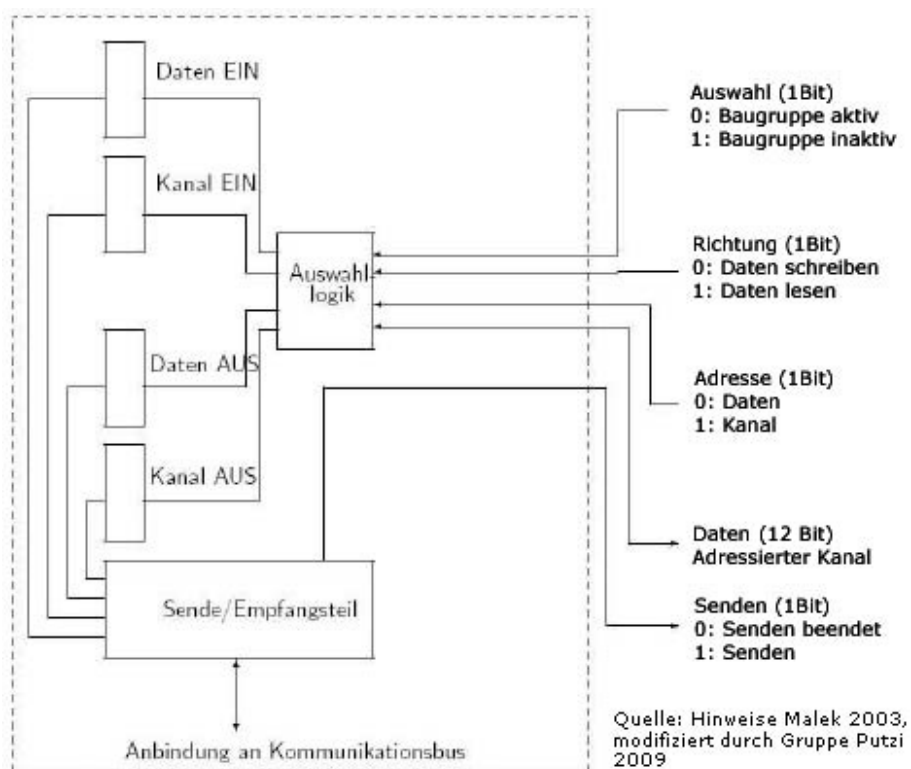 Daten EIN
Kanal EIN
Auswahl-
logik
Daten AUS
Kanal AUS
Sende/Empfangsteil
Anbindung an Kommunikationsbus
Auswahl (1Bit)
0: Baugruppe aktiv
1: Baugruppe inaktiv
Richtung (1Bit)
0: Daten schreiben
1: Daten lesen
Adresse (1Bit)
0: Daten
1: Kanal
Daten (12 Bit)
Adressierter Kanal
Senden (1Bit)
0: Senden beendet
1: Senden
Quelle: Hinweise Malek 2003,
modifiziert durch Gruppe Putzi
2009